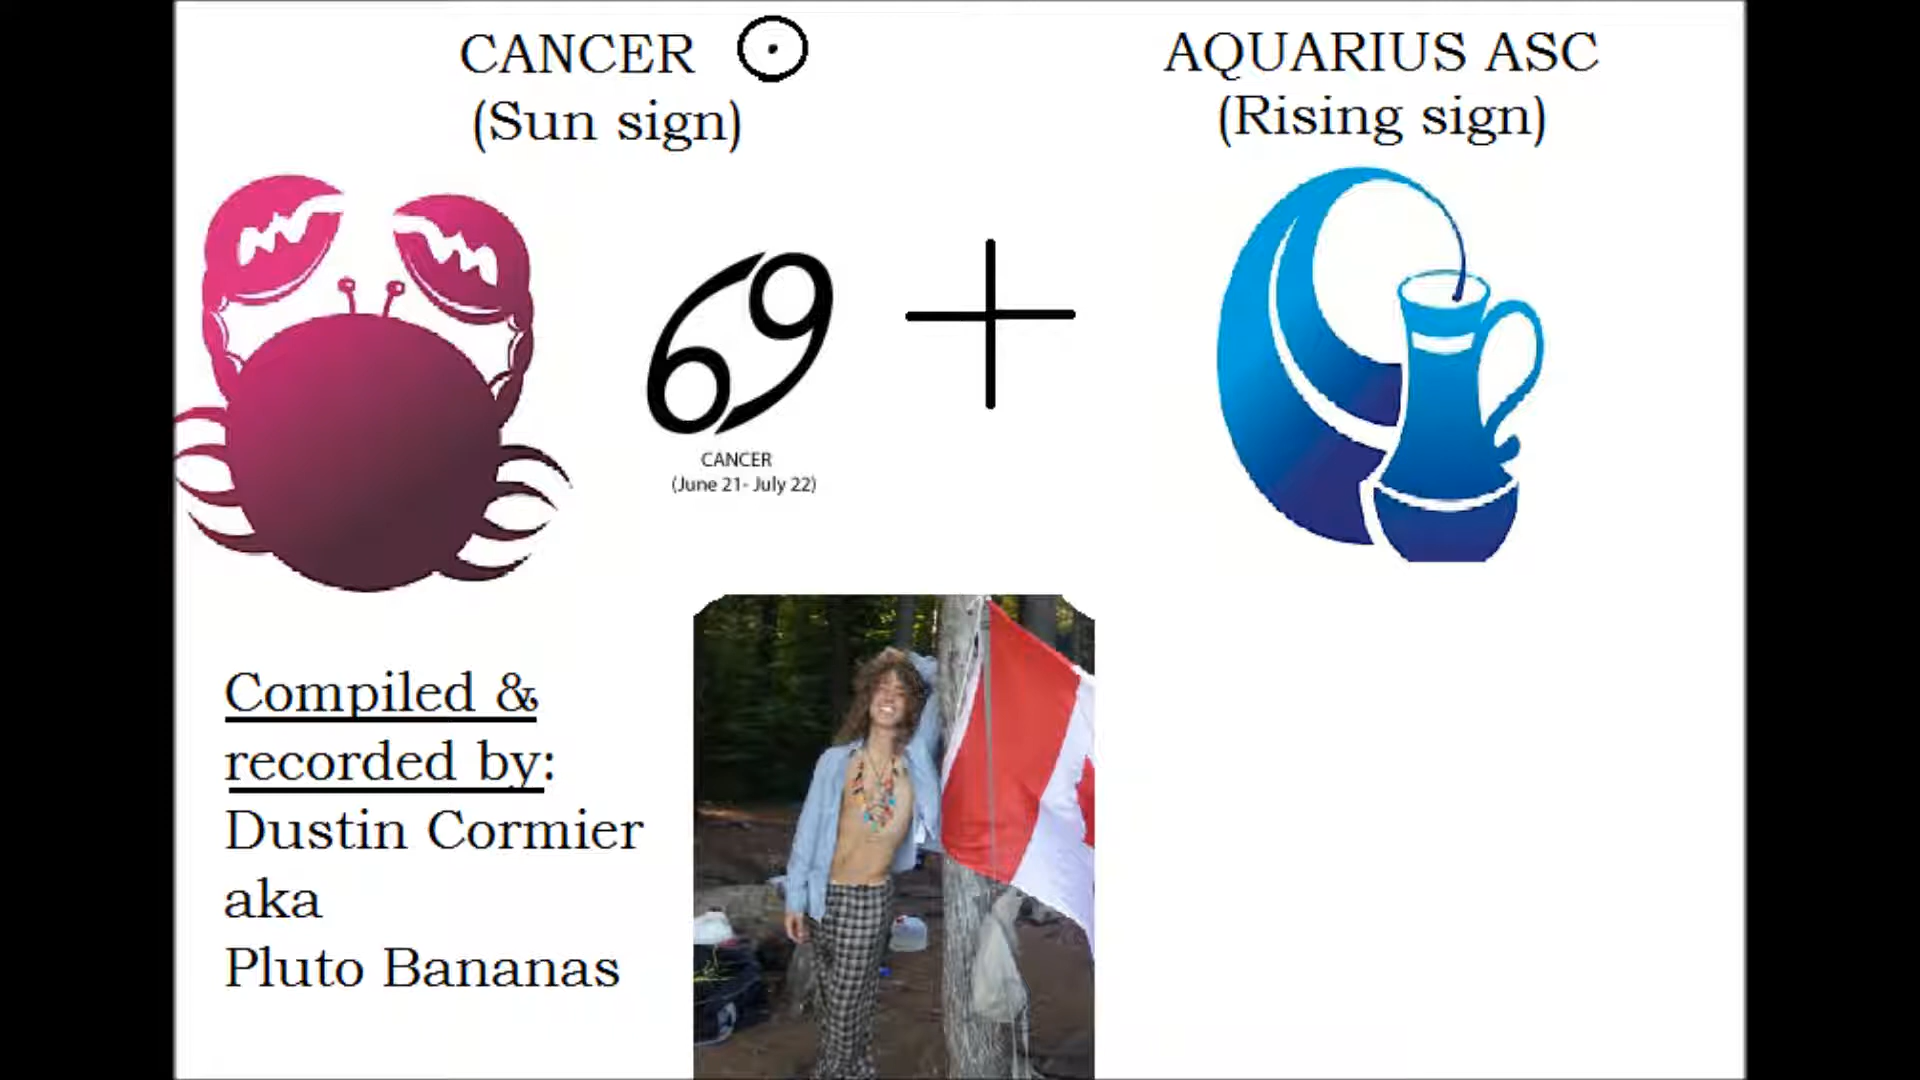 CANCER
(Sun sign)
AQUARIUS ASC
(Rising sign)
CANCER
(June 21- July 22)
Compiled &
recorded by:
Dustin Cormier
aka
Pluto Bananas